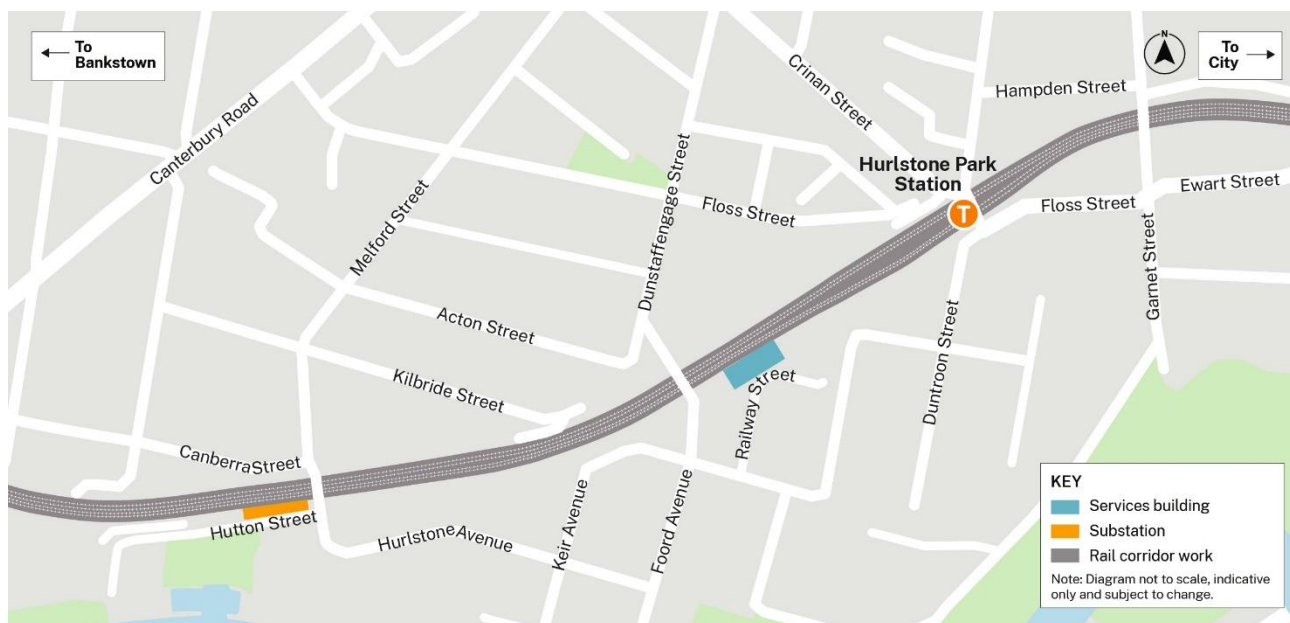 To
Bankstown
N
To
City
Crinan Street
Hampden Street
Canterbury Road
Hurlstone Park
Station
T
Dunstaffengage Street
Melford Street
Floss Street
Floss Street
Ewart Street
Garnet Street
Acton Street
Kilbride Street
Railway Street
Duntroon Street
Canberra Street
Hutton Street
Hurlstone Avenue
Keir Avenue
Foord Avenue
KEY
Services building
Substation
Rail corridor work
Note: Diagram not to scale, indicative
only and subject to change.